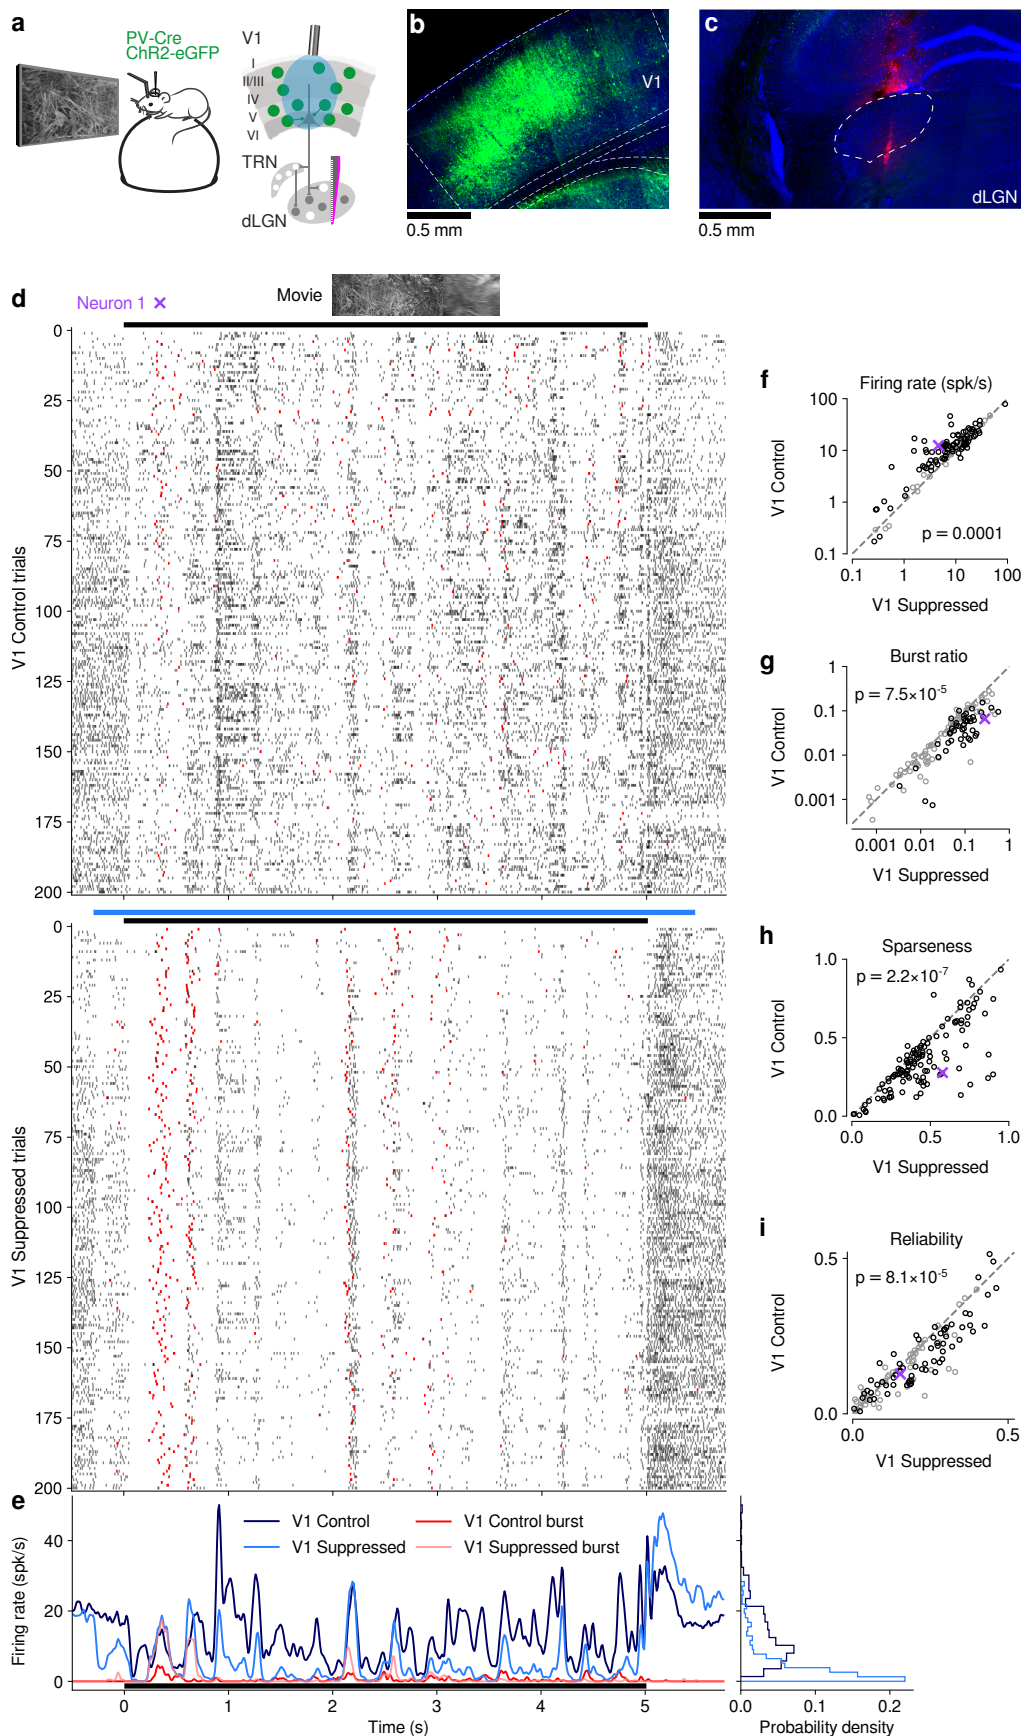 a
PV-Cre
ChR2-eGFP
V1
I
II/III
IV
V
VI
TRN
dLGN
b
V1
0.5 mm
c
dLGN
0.5 mm
d
Neuron 1
Movie
0
25
50
75
100
125
150
175
200
V1 Control trials
0
25
50
75
100
125
150
175
200
V1 Suppressed trials
e
V1 Control
V1 Suppressed
V1 Control burst
V1 Suppressed burst
Firing rate (spk/s)
40
20
0
0 1 2 3 4 5
Time (s)
0.0 0.1 0.2
Probability density
f
Firing rate (spk/s)
V1 Control
100
10
1
0.1
p = 0.0001
0.1 1 10 100
V1 Suppressed
g
Burst ratio
V1 Control
1
0.1
0.01
0.001
p = 7.5×10-5
0.001 0.01 0.1 1
V1 Suppressed
h
Sparseness
V1 Control
1.0
0.5
0.0
p = 2.2×10-7
0.0 0.5 1.0
V1 Suppressed
i
Reliability
V1 Control
0.5
0.0
p = 8.1×10-5
0.0 0.5
V1 Suppressed